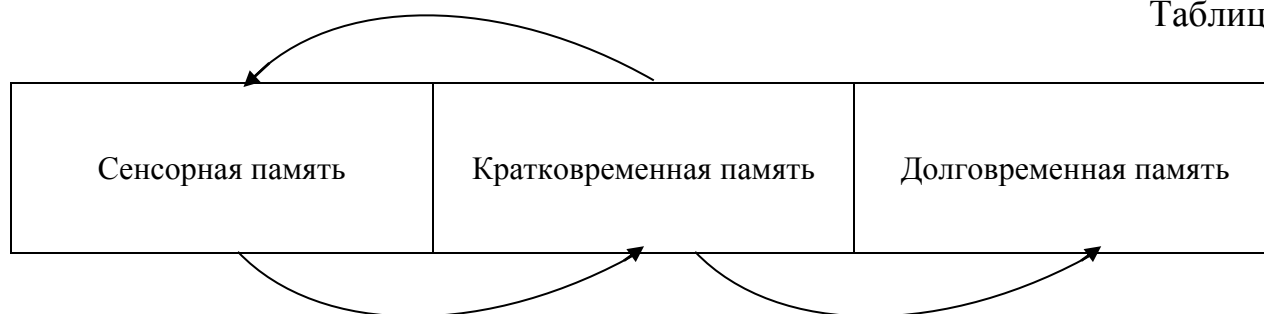 Таблиц
Сенсорная память
Кратковременная память
Долговременная память